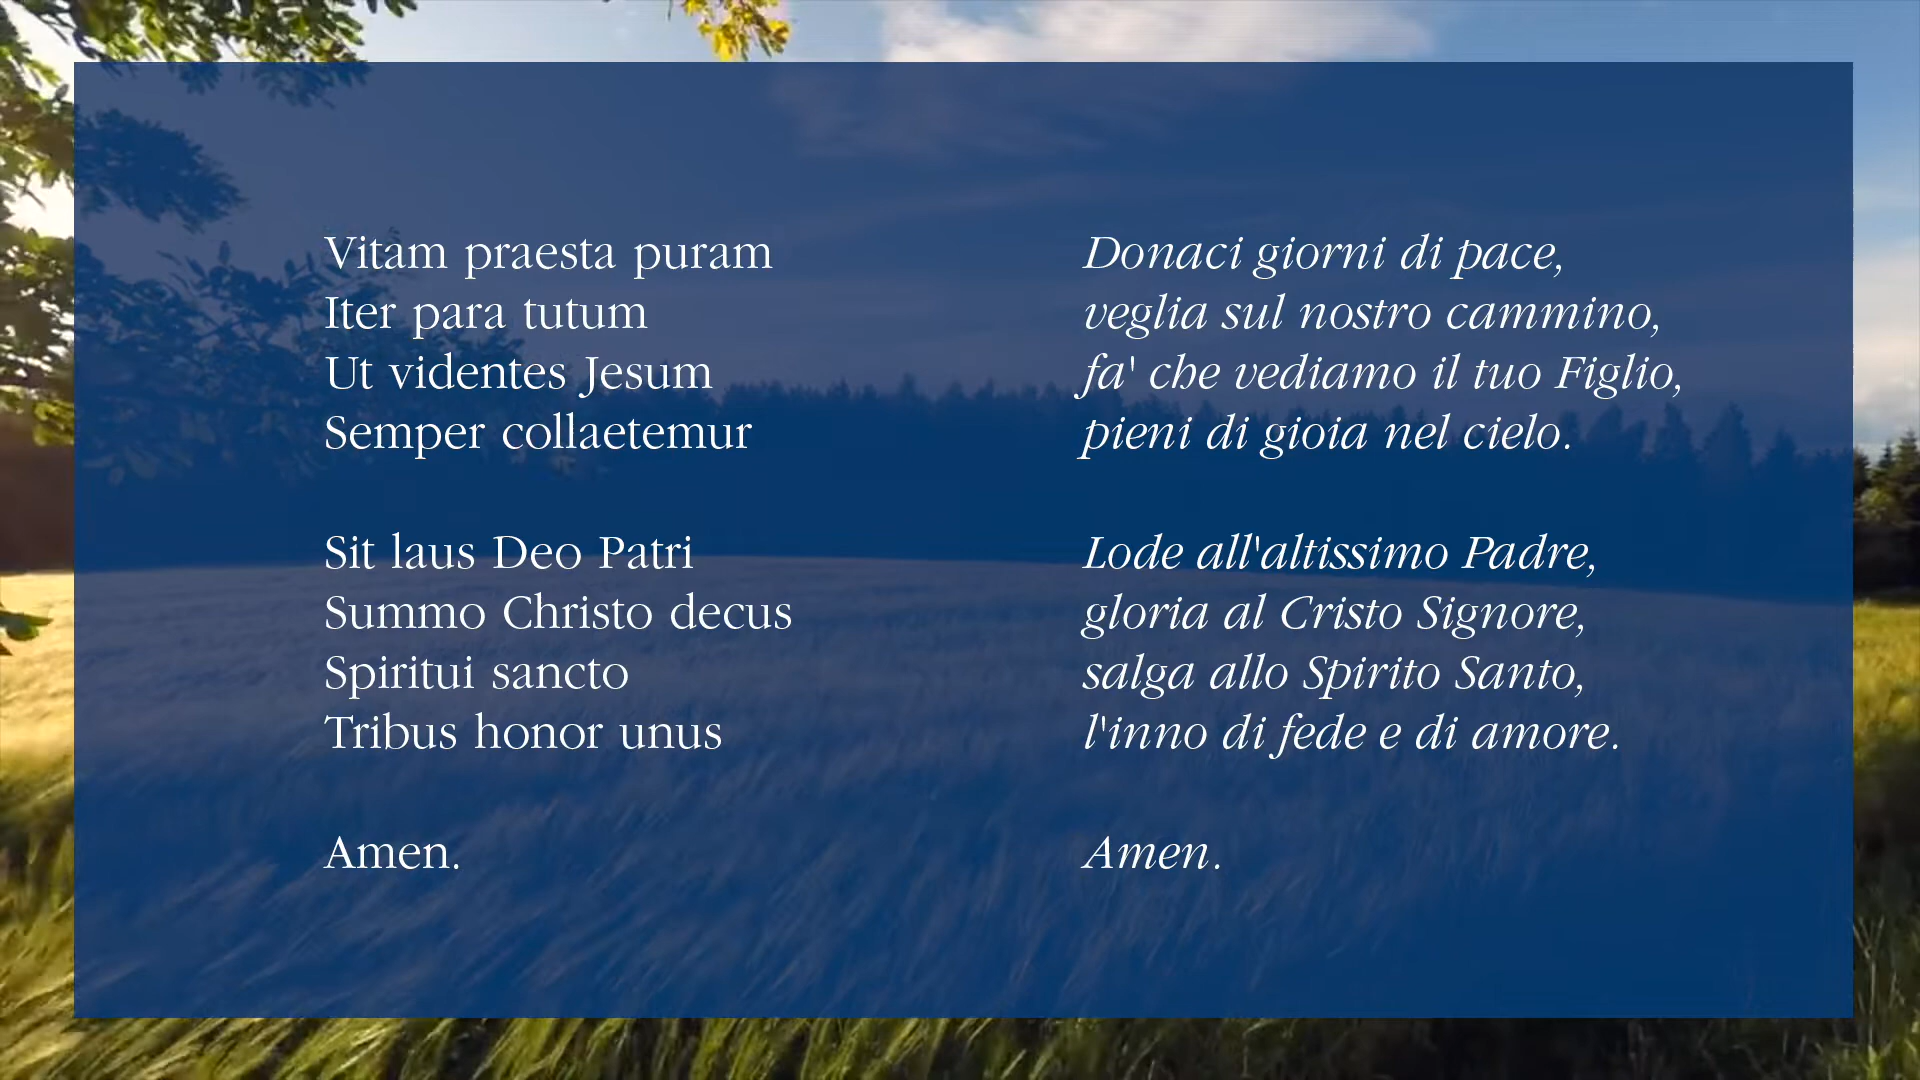 Vitam praesta puram
Iter para tutum
Ut videntes Jesum
Semper collaetemur
Sit laus Deo Patri
Summo Christo decus
Spiritui sancto
Tribus honor unus
Amen.
Donaci giorni di pace,
veglia sul nostro cammino,
fa' che vediamo il tuo Figlio,
pieni di gioia nel cielo.
Lode all'altissimo Padre,
gloria al Cristo Signore,
salga allo Spirito Santo,
l'inno di fede e di amore.
Amen.